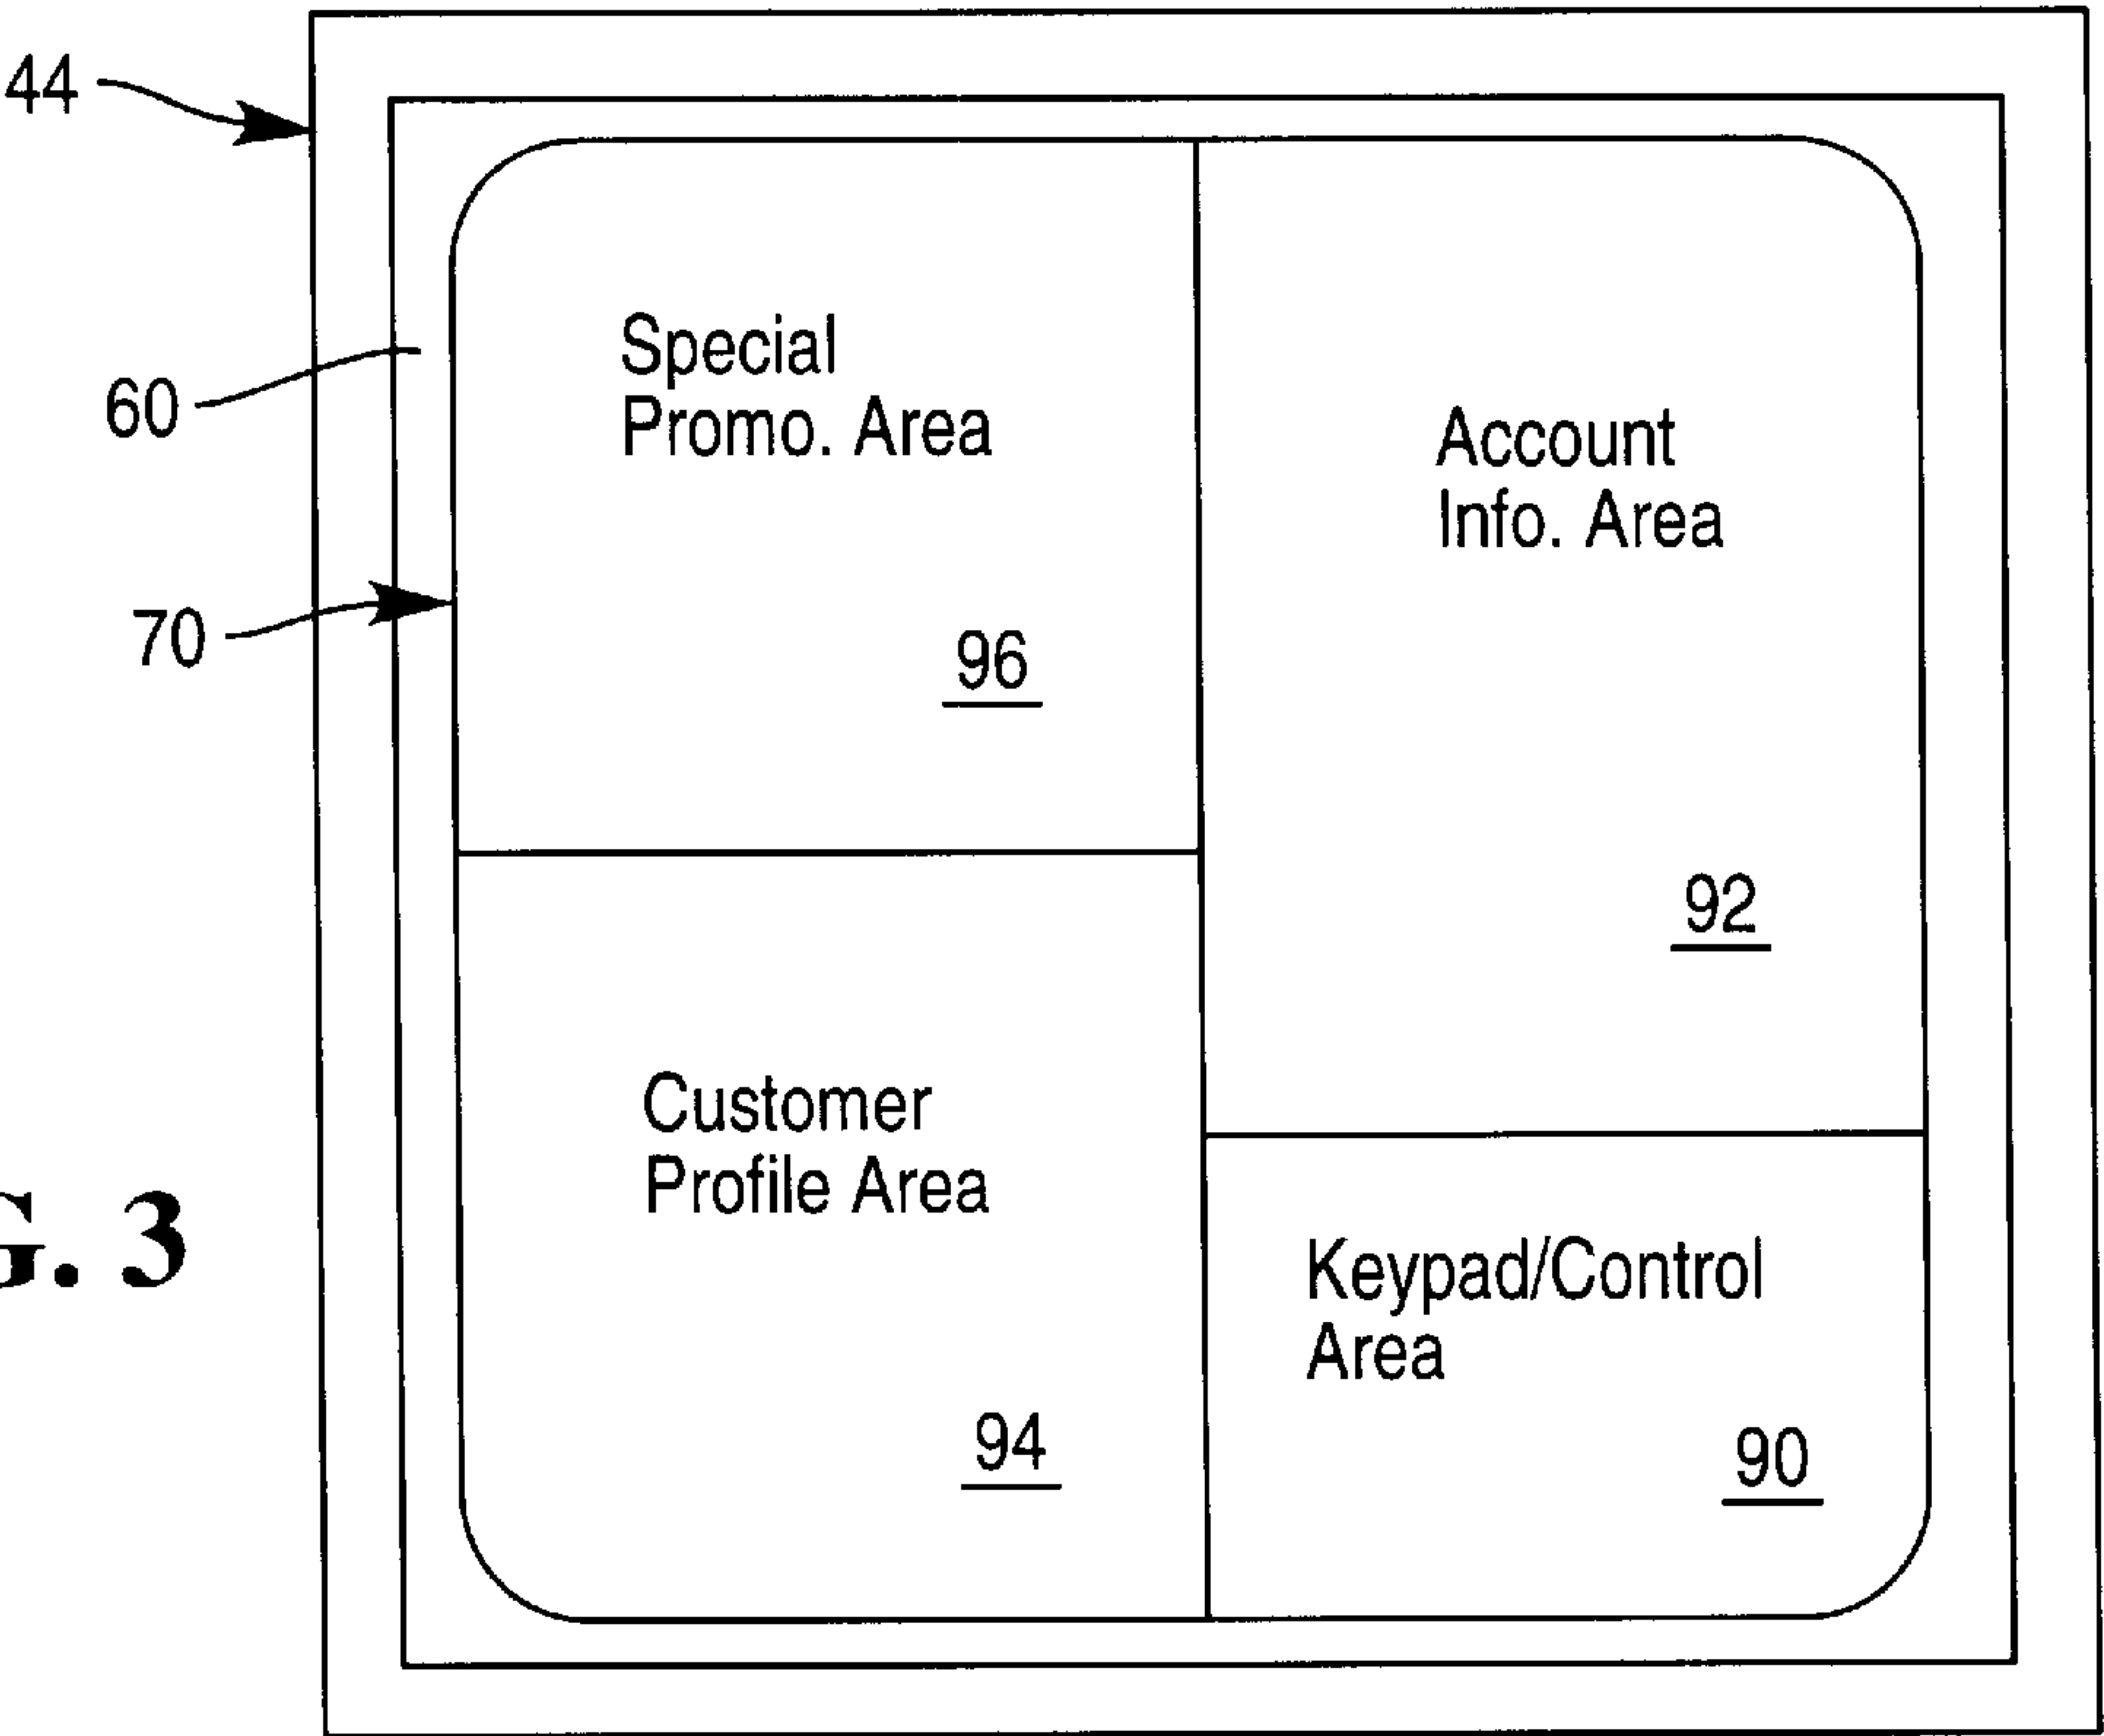 44
60
70
Special
Promo. Area
96
Account
Info. Area
92
Customer
Profile Area
94
Keypad/Control
Area
90
G. 3